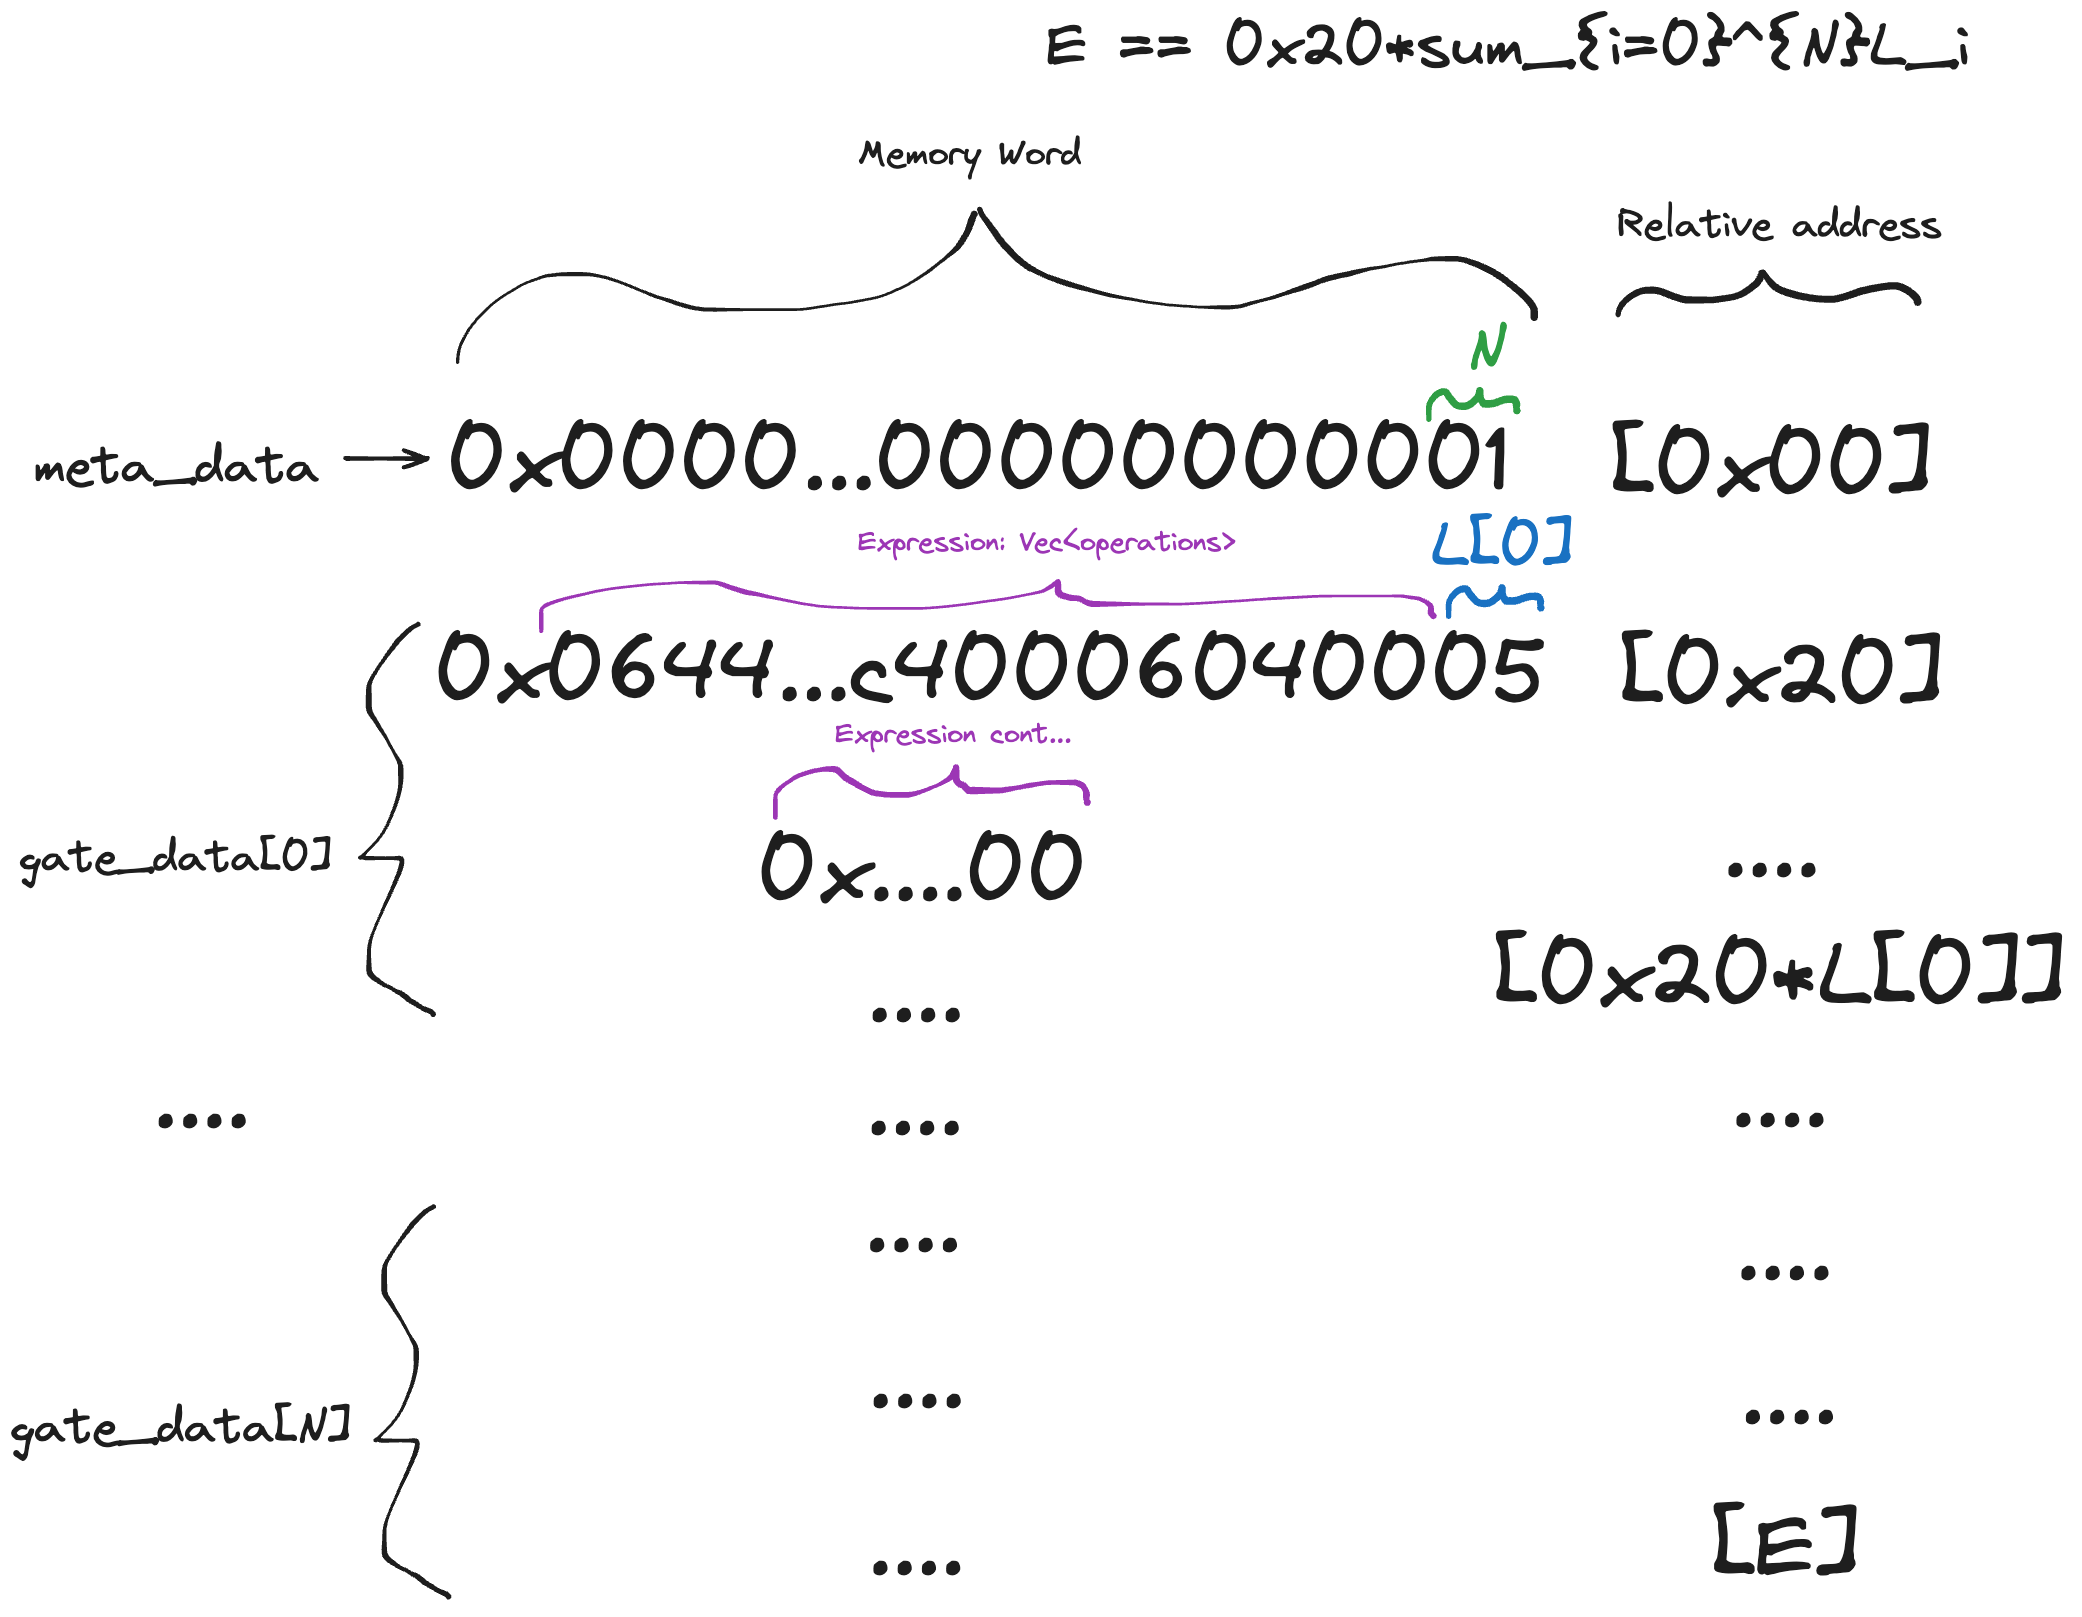 E == 0x20*sum_{i=0}^{N}L_i
Memory Word
Relative address
N
meta_data 0x0000...00000000001 [0x00]
Expression: Vec<operations>
L[0]
0x0644...c40006040005 [0x20]
Expression cont...
gate_data[0] 0x....00 ....
[0x20*L[0]]
....
.... .... ....
.... ....
.... ....
gate_data[N]
.... [E]